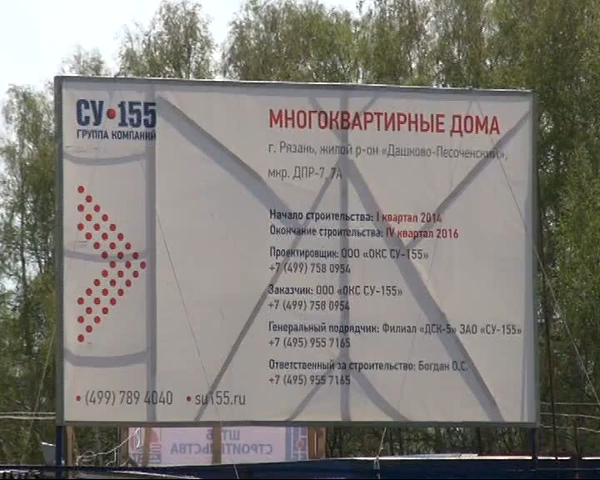 СУ•155
ГРУППА КОМПАНИЙ
МНОГОКВАРТИРНЫЕ ДОМА
г. Рязань, жилой р-он «Дашково-Песоченский»,
мкр. ДПР-7, 7А
Начало строительства: I квартал 2014
Окончание строительства: IV квартал 2016
Проектировщик: ООО «ОКС СУ-155»
+7 (499) 758 0954
Заказчик: ООО «ОКС СУ-155»
+7 (499) 758 0954
Генеральный подрядчик: Филиал «ДСК-5» ЗАО «СУ-155»
+7 (495) 955 7165
Ответственный за строительство: Богдан О.С.
+7 (495) 955 7165
• (499) 789 4040 • su155.ru
ШТАБ
СТРОИТЕЛЬСТВА